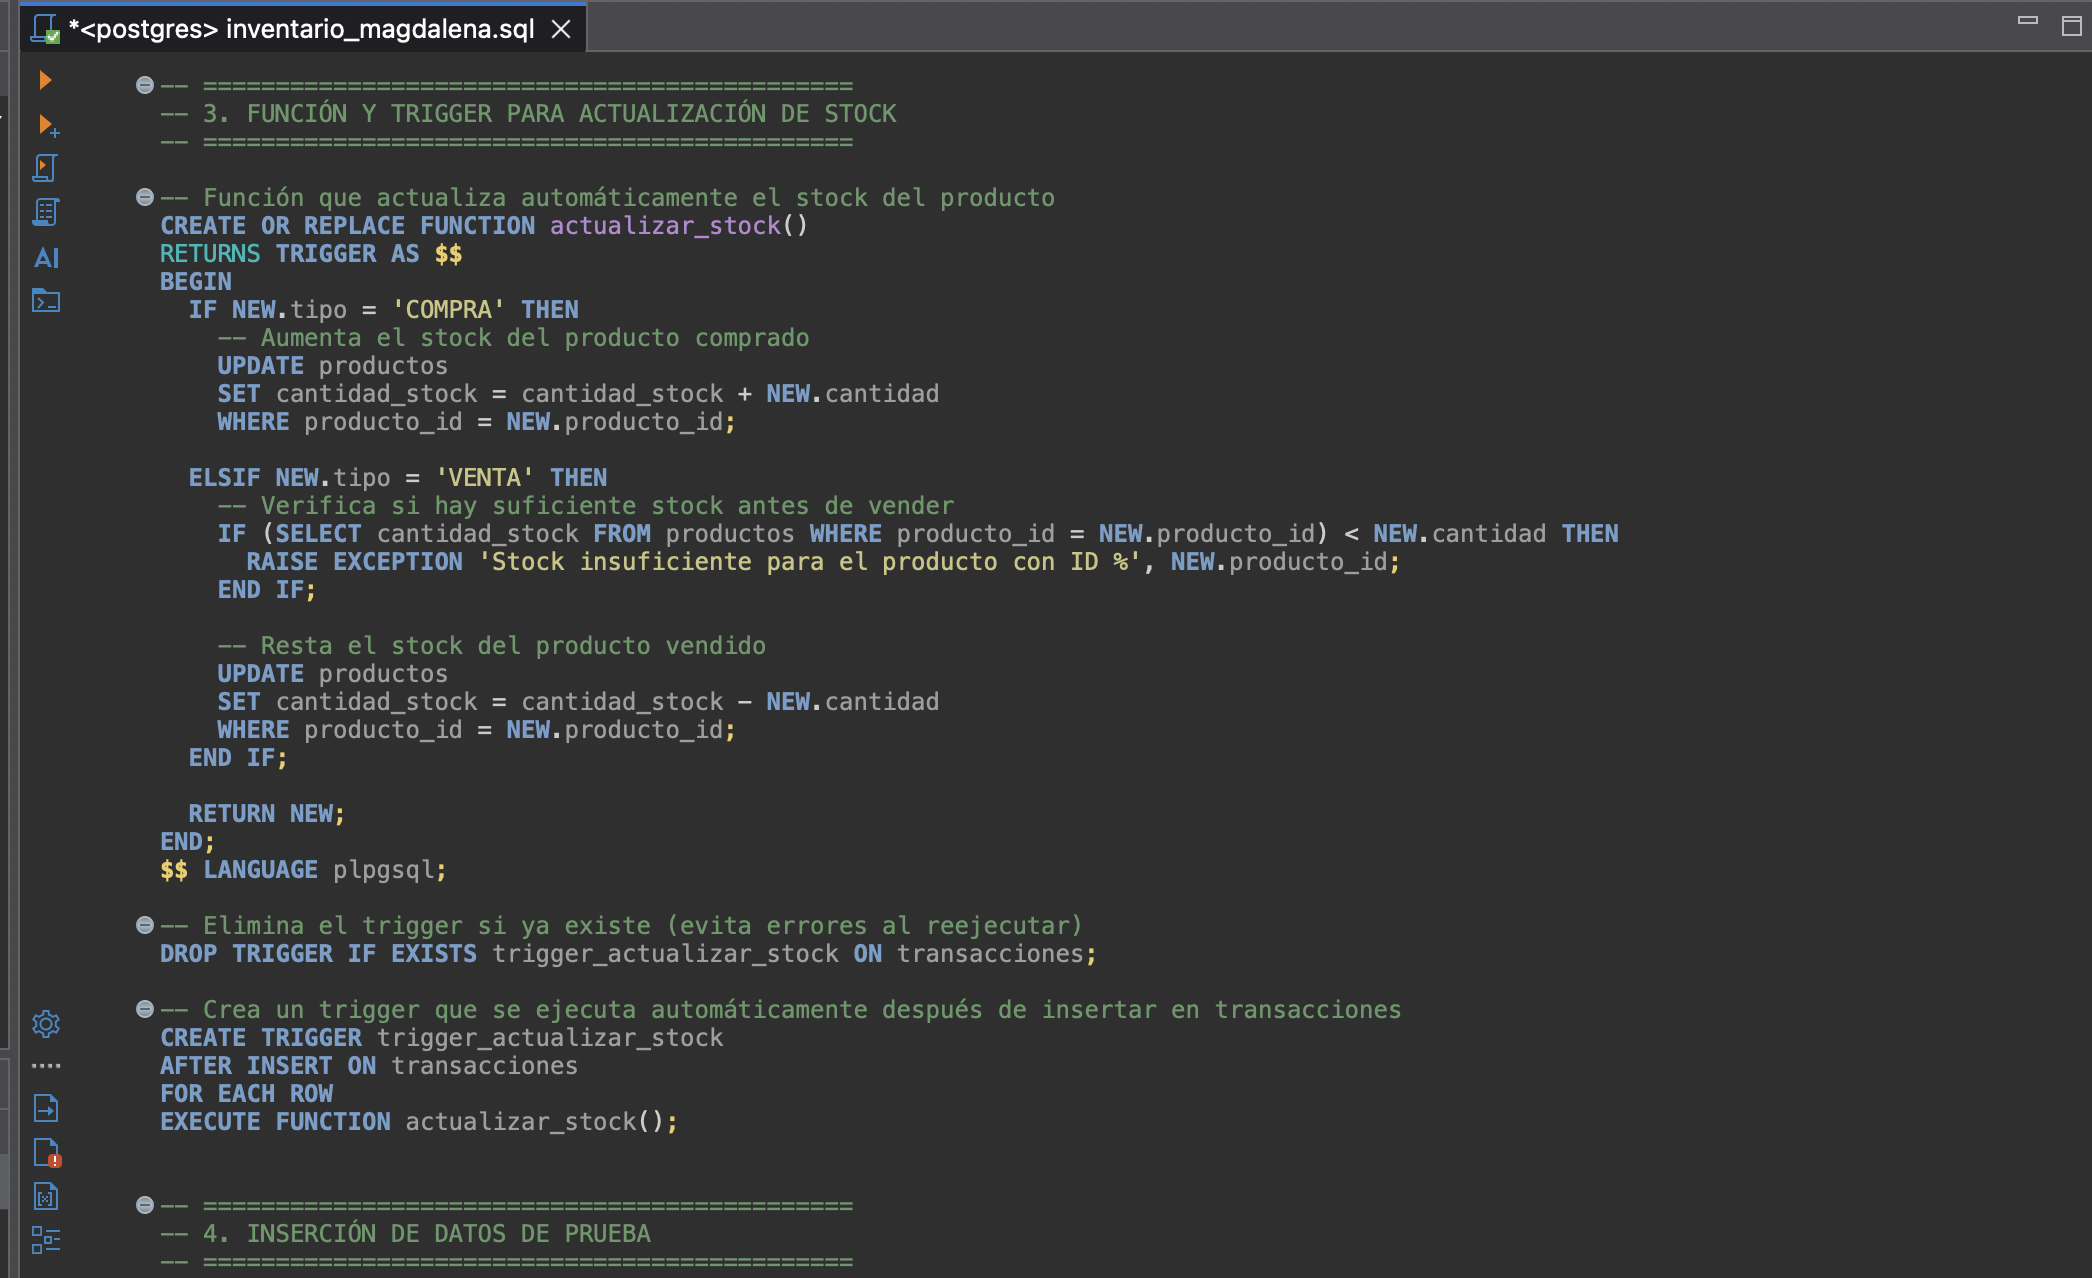 *<postgres> inventario_magdalena.sql
-- =============================================
-- 3. FUNCIÓN Y TRIGGER PARA ACTUALIZACIÓN DE STOCK
-- =============================================
-- Función que actualiza automáticamente el stock del producto
CREATE OR REPLACE FUNCTION actualizar_stock()
RETURNS TRIGGER AS $$
BEGIN
  IF NEW.tipo = 'COMPRA' THEN
    -- Aumenta el stock del producto comprado
    UPDATE productos
    SET cantidad_stock = cantidad_stock + NEW.cantidad
    WHERE producto_id = NEW.producto_id;
  ELSIF NEW.tipo = 'VENTA' THEN
    -- Verifica si hay suficiente stock antes de vender
    IF (SELECT cantidad_stock FROM productos WHERE producto_id = NEW.producto_id) < NEW.cantidad THEN
      RAISE EXCEPTION 'Stock insuficiente para el producto con ID %', NEW.producto_id;
    END IF;
    -- Resta el stock del producto vendido
    UPDATE productos
    SET cantidad_stock = cantidad_stock - NEW.cantidad
    WHERE producto_id = NEW.producto_id;
  END IF;
  RETURN NEW;
END;
$$ LANGUAGE plpgsql;
-- Elimina el trigger si ya existe (evita errores al reejecutar)
DROP TRIGGER IF EXISTS trigger_actualizar_stock ON transacciones;
-- Crea un trigger que se ejecuta automáticamente después de insertar en transacciones
CREATE TRIGGER trigger_actualizar_stock
AFTER INSERT ON transacciones
FOR EACH ROW
EXECUTE FUNCTION actualizar_stock();
-- =============================================
-- 4. INSERCIÓN DE DATOS DE PRUEBA
-- =============================================
AI